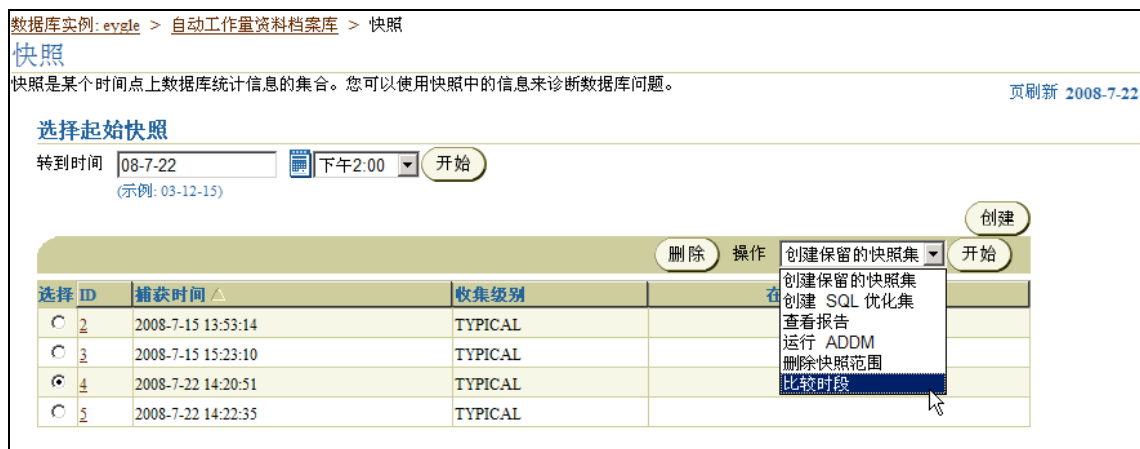 数据库实例: eygle > 自动工作量资料档案库 > 快照
快照
快照是某个时间点上数据库统计信息的集合。您可以使用快照中的信息来诊断数据库问题。
页刷新 2008-7-22
选择起始快照
转到时间 08-7-22 下午2:00 开始
(示例: 03-12-15)
创建
删除 操作 创建保留的快照集 开始
创建保留的快照集
创建 SQL 优化集
查看报告
运行 ADDM
删除快照范围
比较时段
选择 ID 捕获时间 收集级别 在
2 2008-7-15 13:53:14 TYPICAL
3 2008-7-15 15:23:10 TYPICAL
4 2008-7-22 14:20:51 TYPICAL
5 2008-7-22 14:22:35 TYPICAL